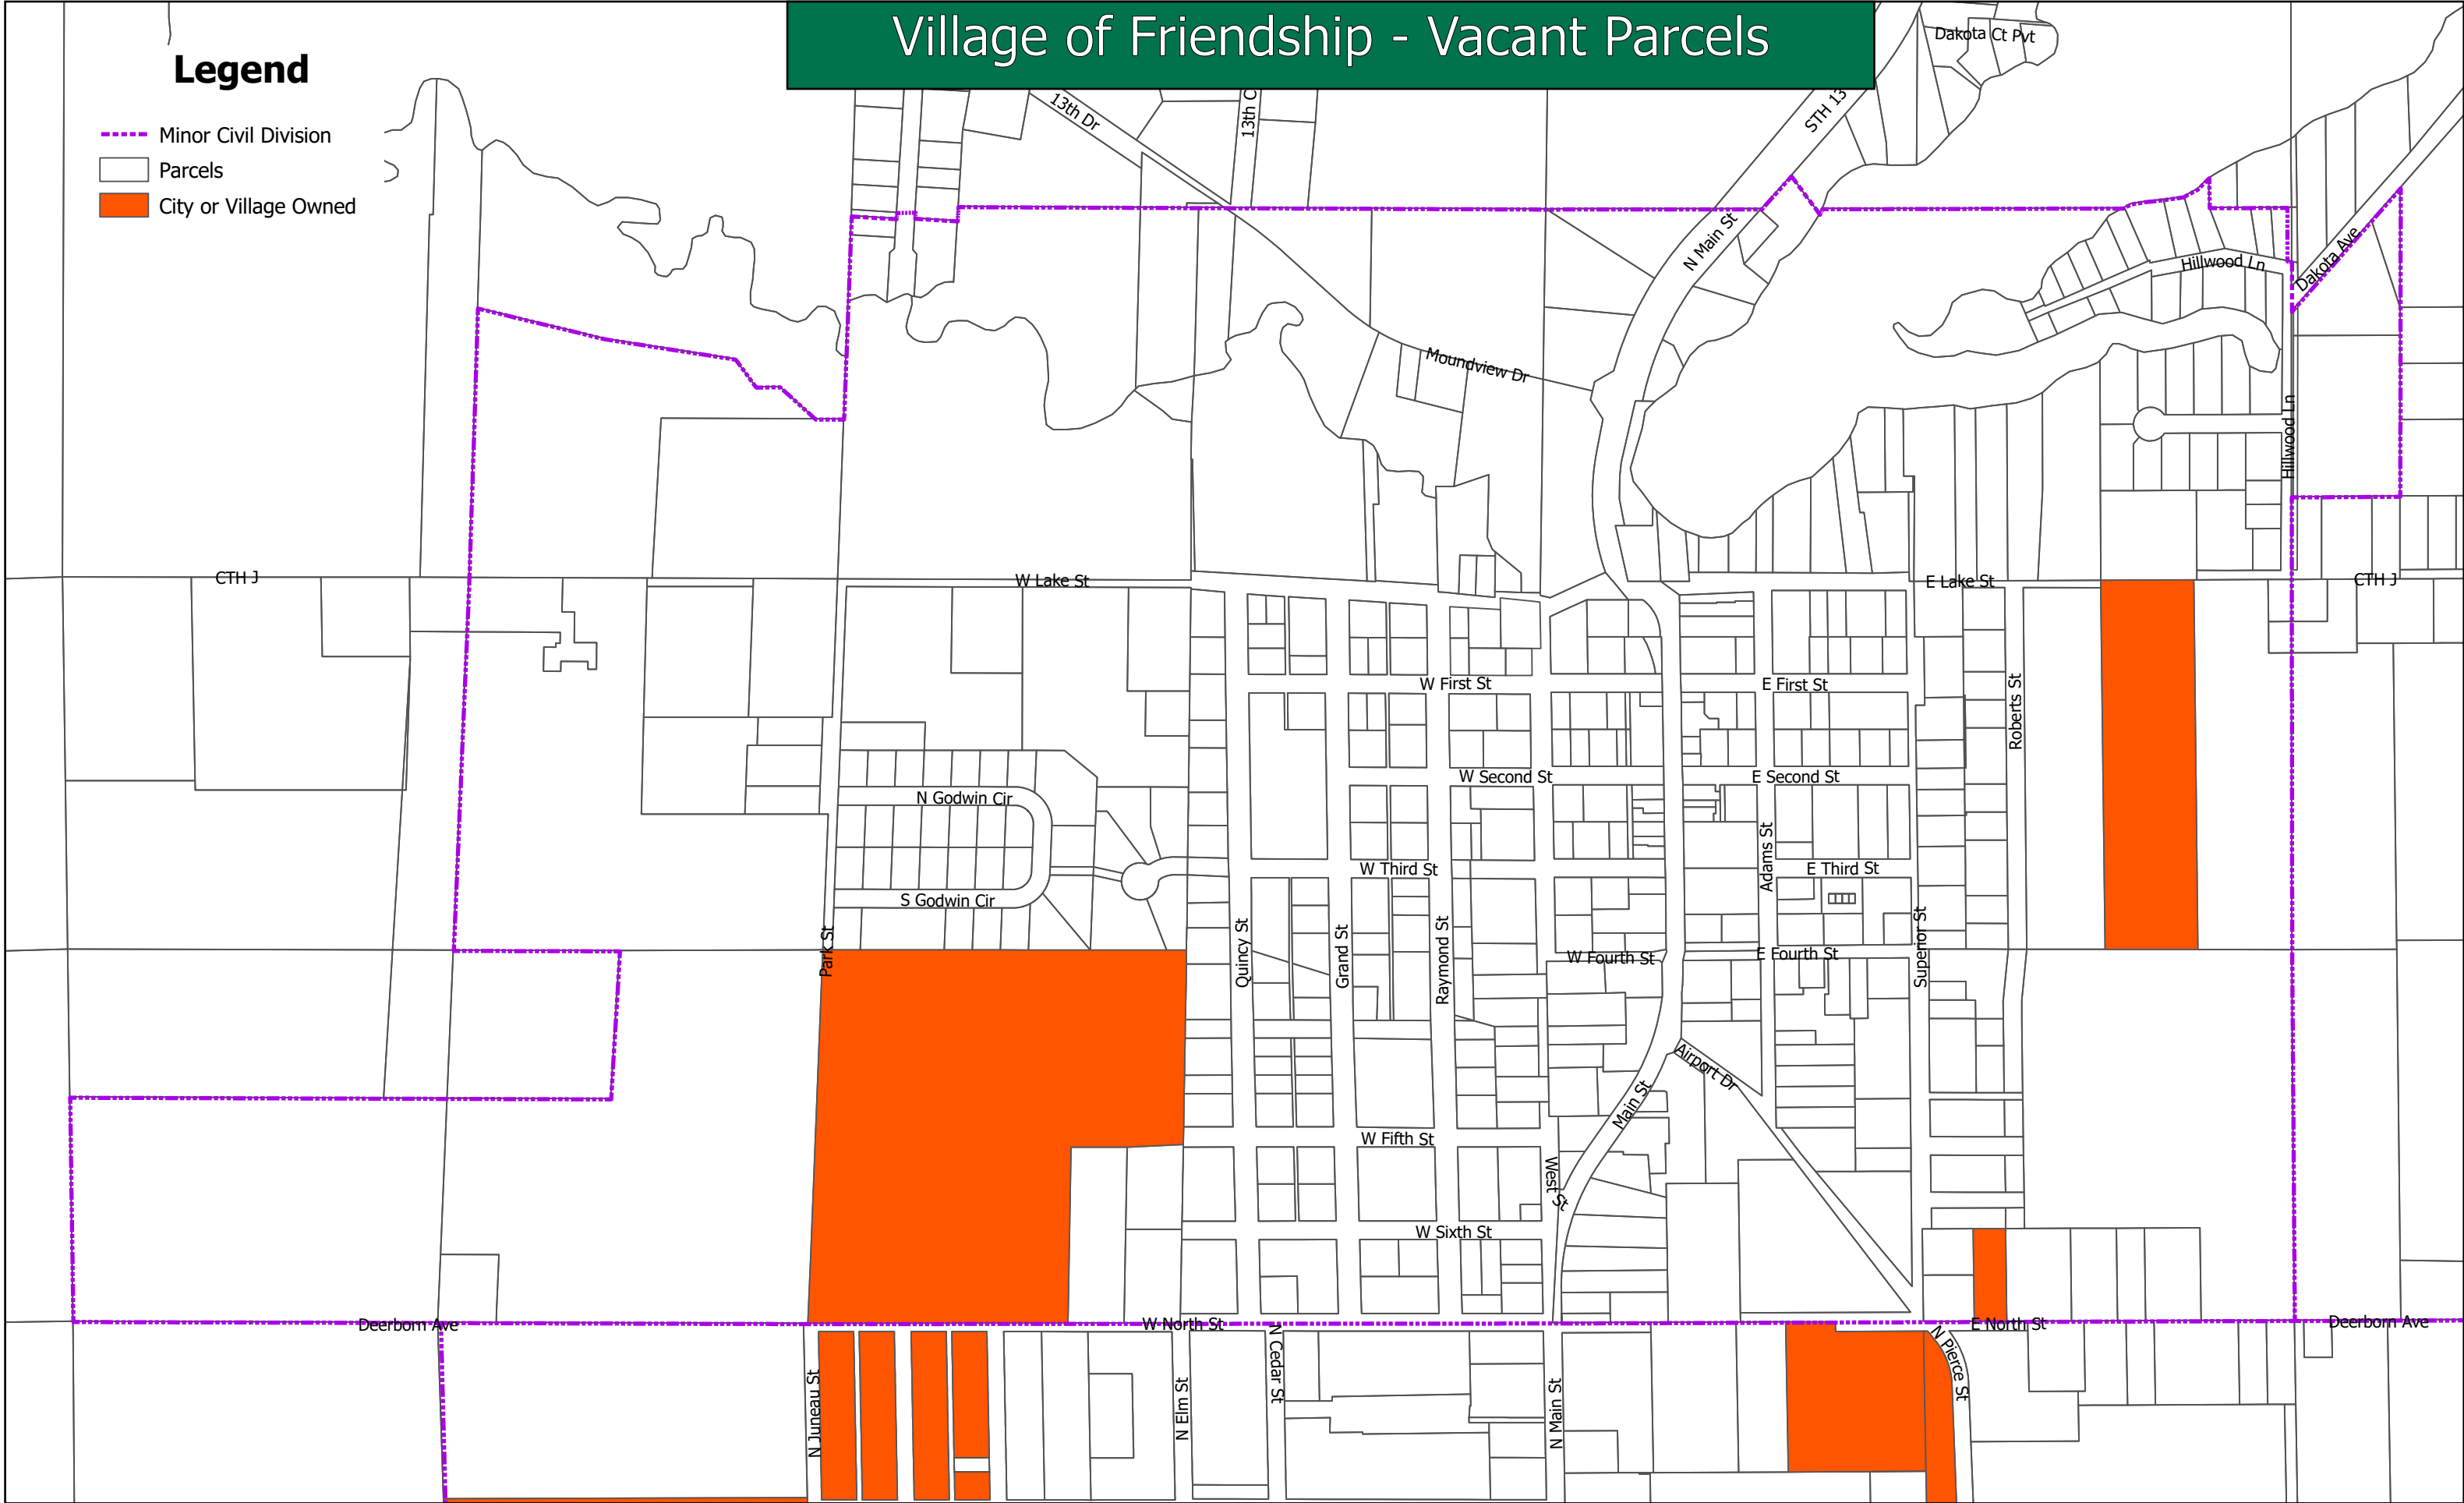 Village of Friendship - Vacant Parcels
Dakota Ct Pvt
Legend
Minor Civil Division
Parcels
City or Village Owned
13th Dr
13th C
STH 13
N Main St
Hillwood Ln
Dakota Ave
Moundview Dr
Hillwood Ln
CTH J
W Lake St
E Lake St
CTH J
W First St
E First St
Roberts St
W Second St
E Second St
N Godwin Cir
Adams St
W Third St
E Third St
S Godwin Cir
Park St
Quincy St
Grand St
Raymond St
Superior St
W Fourth St
E Fourth St
Airport Dr
Main St
W Fifth St
West St
W Sixth St
Deerborn Ave
W North St
E North St
Deerborn Ave
N Juneau St
N Elm St
N Cedar St
N Main St
N Pierce St